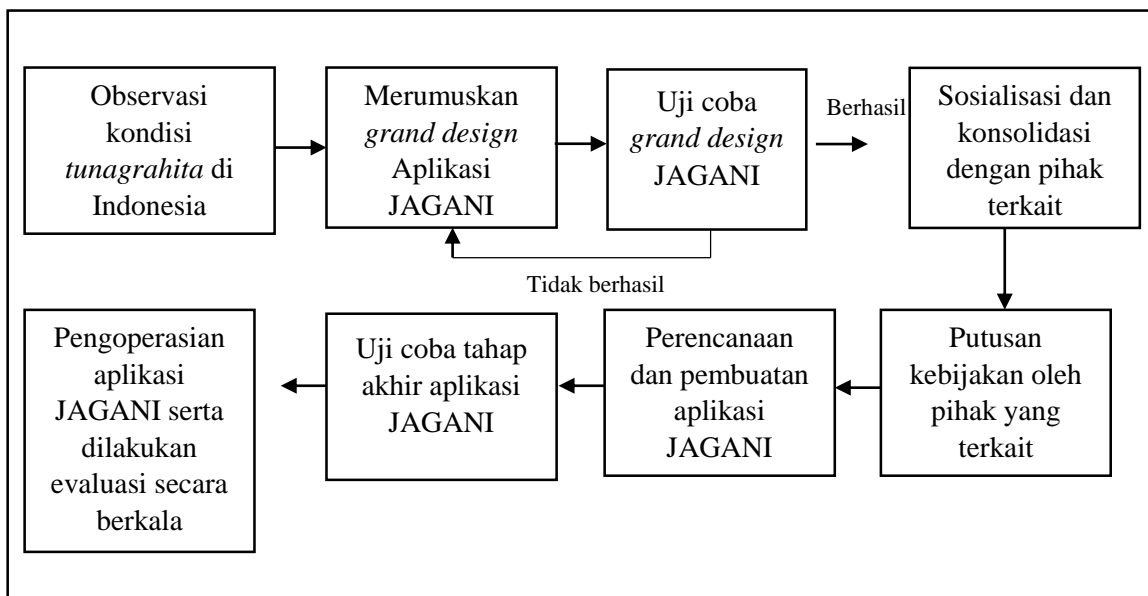 Observasi
kondisi
tunagrahita di
Indonesia
Merumuskan
grand design
Aplikasi
JAGANI
Uji coba
grand design
JAGANI
Berhasil
Sosialisasi dan
konsolidasi
dengan pihak
terkait
Tidak berhasil
Putusan
kebijakan oleh
pihak yang
terkait
Perencanaan
dan pembuatan
aplikasi
JAGANI
Uji coba tahap
akhir aplikasi
JAGANI
Pengoperasian
aplikasi
JAGANI serta
dilakukan
evaluasi secara
berkala